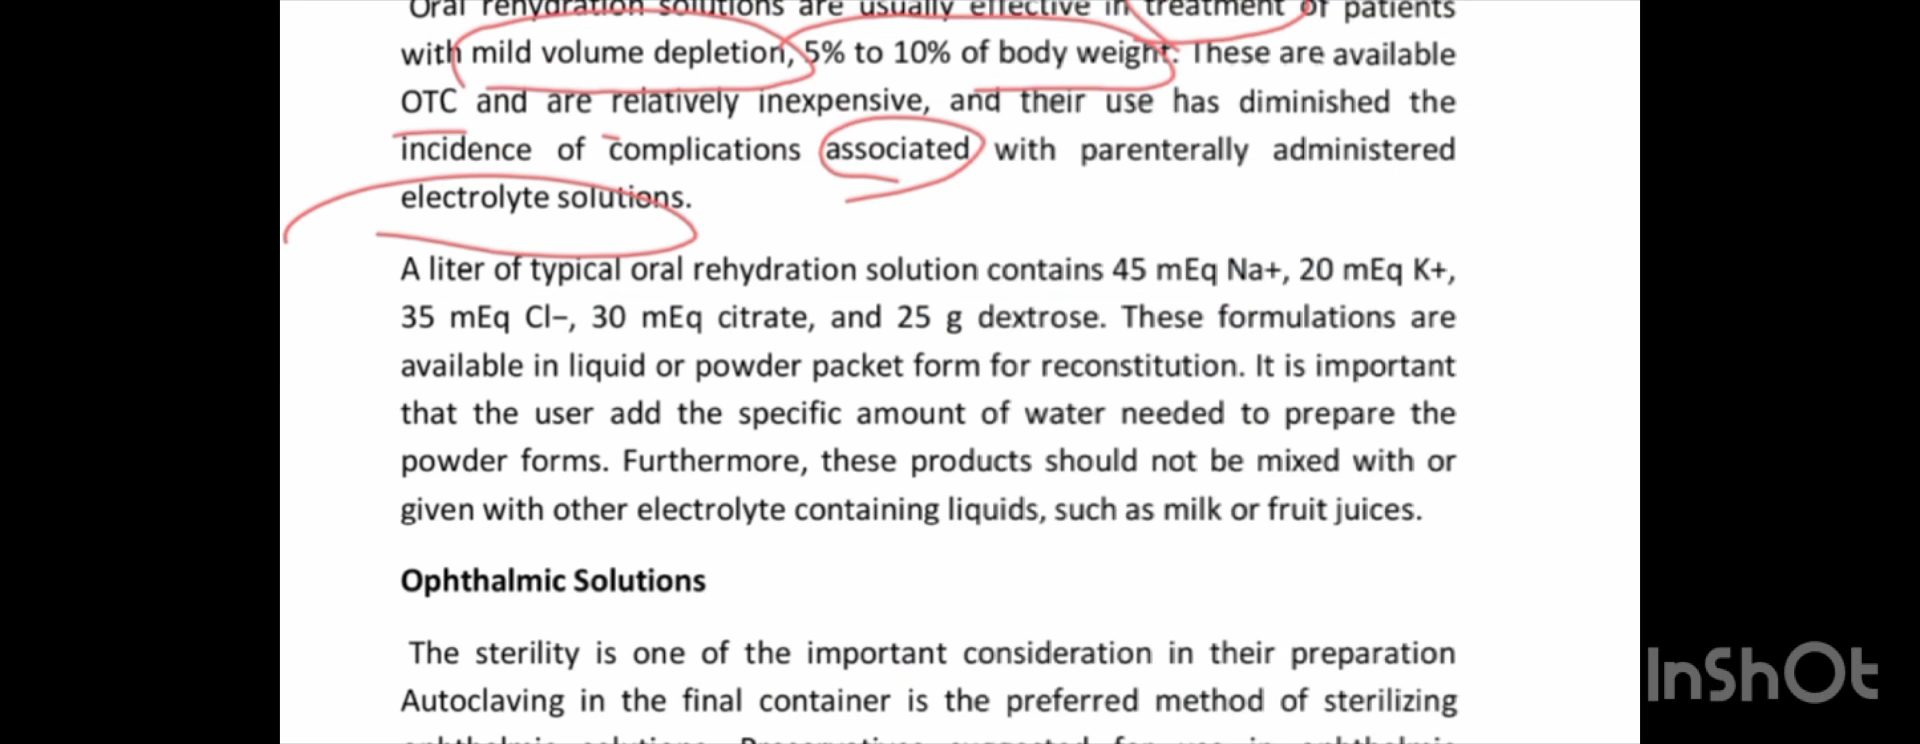 Oral rehydration solutions are usually effective in treatment of patients
with mild volume depletion, 5% to 10% of body weight. These are available
OTC and are relatively inexpensive, and their use has diminished the
incidence of complications associated with parenterally administered
electrolyte solutions.
A liter of typical oral rehydration solution contains 45 mEq Na+, 20 mEq K+,
35 mEq Cl−, 30 mEq citrate, and 25 g dextrose. These formulations are
available in liquid or powder packet form for reconstitution. It is important
that the user add the specific amount of water needed to prepare the
powder forms. Furthermore, these products should not be mixed with or
given with other electrolyte containing liquids, such as milk or fruit juices.
Ophthalmic Solutions
The sterility is one of the important consideration in their preparation
Autoclaving in the final container is the preferred method of sterilizing
InShOt